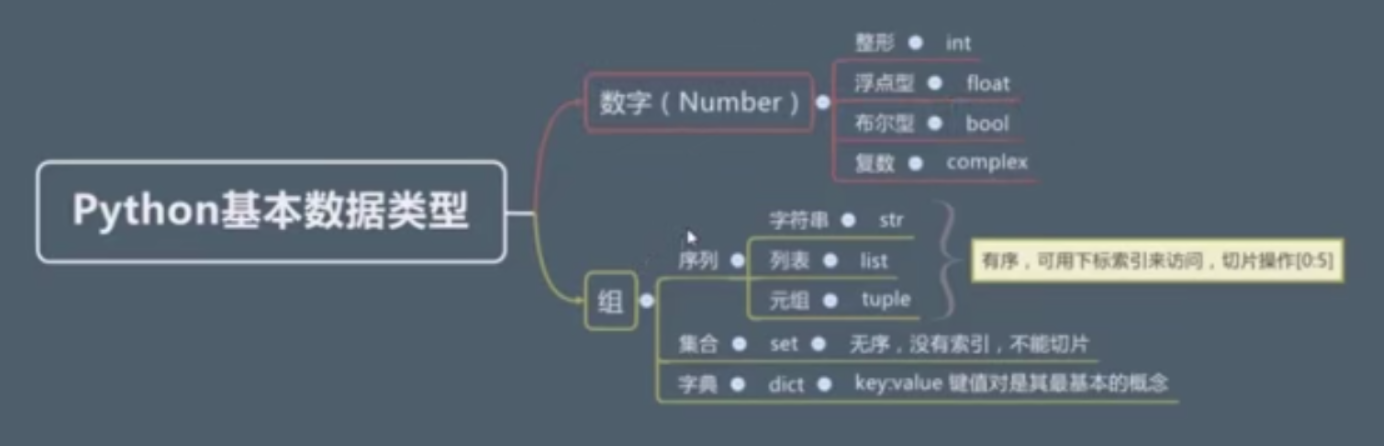 Python基本数据类型
数字（Number）
整形 int
浮点型 float
布尔型 bool
复数 complex
组
序列
字符串 str
列表 list
元组 tuple
有序，可用下标索引来访问，切片操作[0:5]
集合 set 无序，没有索引，不能切片
字典 dict key:value 键值对是其最基本的概念